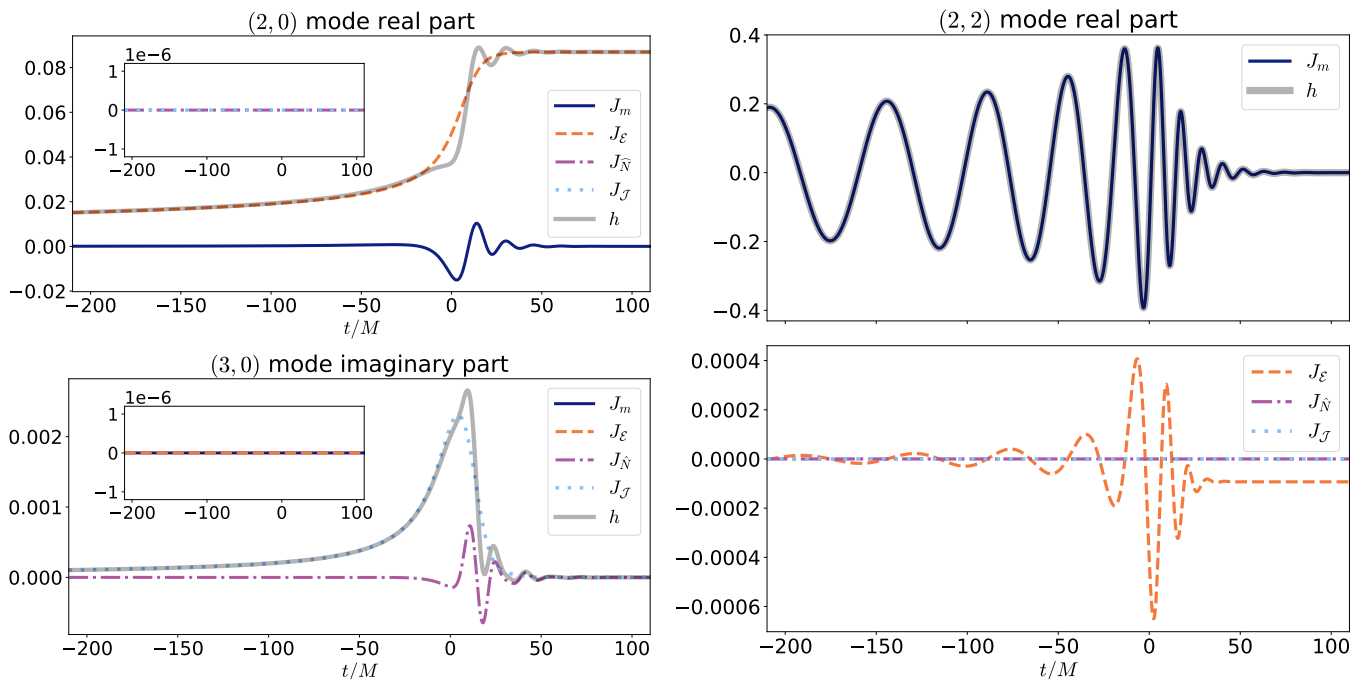 (2, 0) mode real part
1e−6
1
0
−1
−200
−100
0
100
0.08
0.06
0.04
0.02
0.00
−0.02
J_m
J_ℰ
J_N̂
J_𝒥
h
−200
−150
−100
−50
0
50
100
t/M
(2, 2) mode real part
0.4
0.2
0.0
−0.2
−0.4
J_m
h
(3, 0) mode imaginary part
1e−6
1
0
−1
−200
−100
0
100
0.002
0.001
0.000
J_m
J_ℰ
J_N̂
J_𝒥
h
−200
−150
−100
−50
0
50
100
t/M
0.0004
0.0002
0.0000
−0.0002
−0.0004
−0.0006
J_ℰ
J_N̂
J_𝒥
−200
−150
−100
−50
0
50
100
t/M